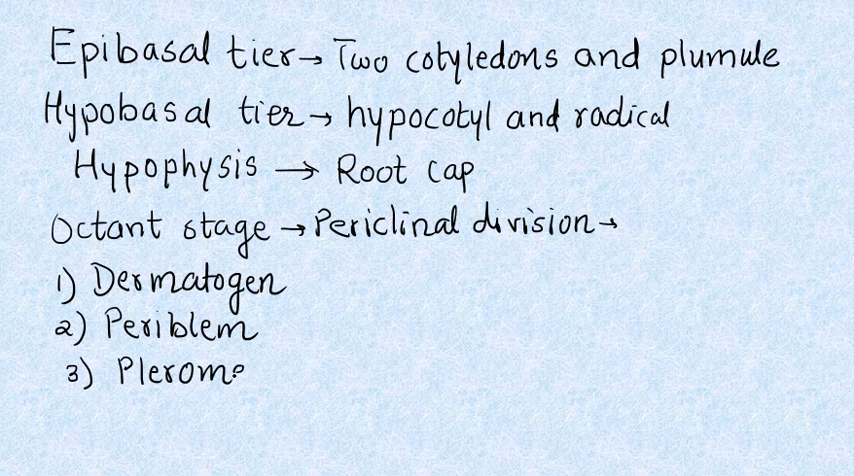 Epibasal tier→ Two cotyledons and plumule
Hypobasal tier→ hypocotyl and radical
Hypophysis → Root cap
Octant stage →Periclinal division→
1) Dermatogen
2) Periblem
3) Plerome